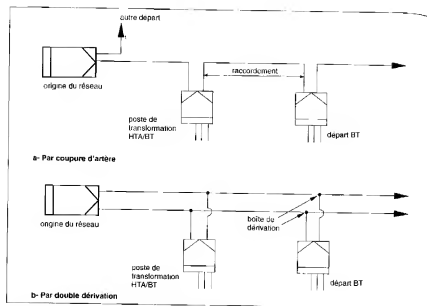 autre départ
raccordement
origine du réseau
poste de
transformation
HTA/BT
départ BT
a- Par coupure d'artère
origine du réseau
boîte de
dérivation
poste de
transformation
HTA/BT
départ BT
b- Par double dérivation